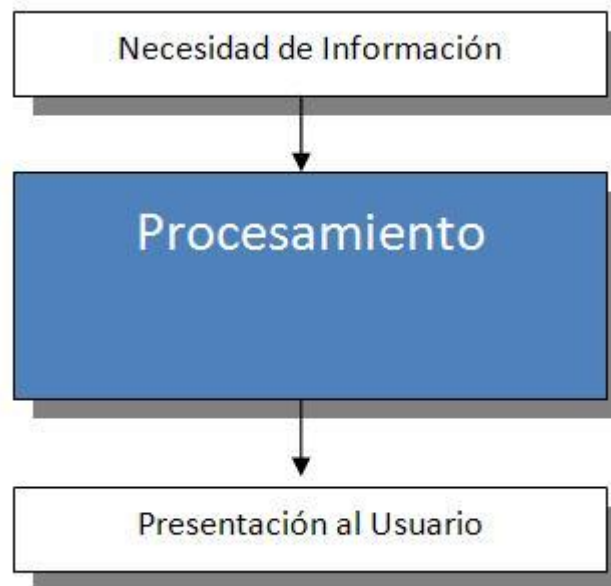 Necesidad de Información
Procesamiento
Presentación al Usuario